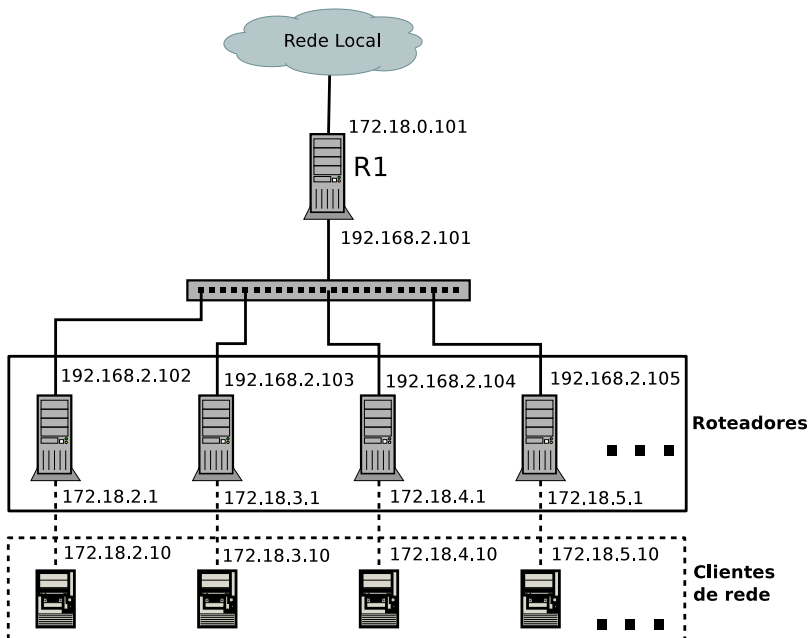 Rede Local
172.18.0.101
R1
192.168.2.101
192.168.2.102
192.168.2.103
192.168.2.104
192.168.2.105
Roteadores
172.18.2.1
172.18.3.1
172.18.4.1
172.18.5.1
172.18.2.10
172.18.3.10
172.18.4.10
172.18.5.10
Clientes
de rede